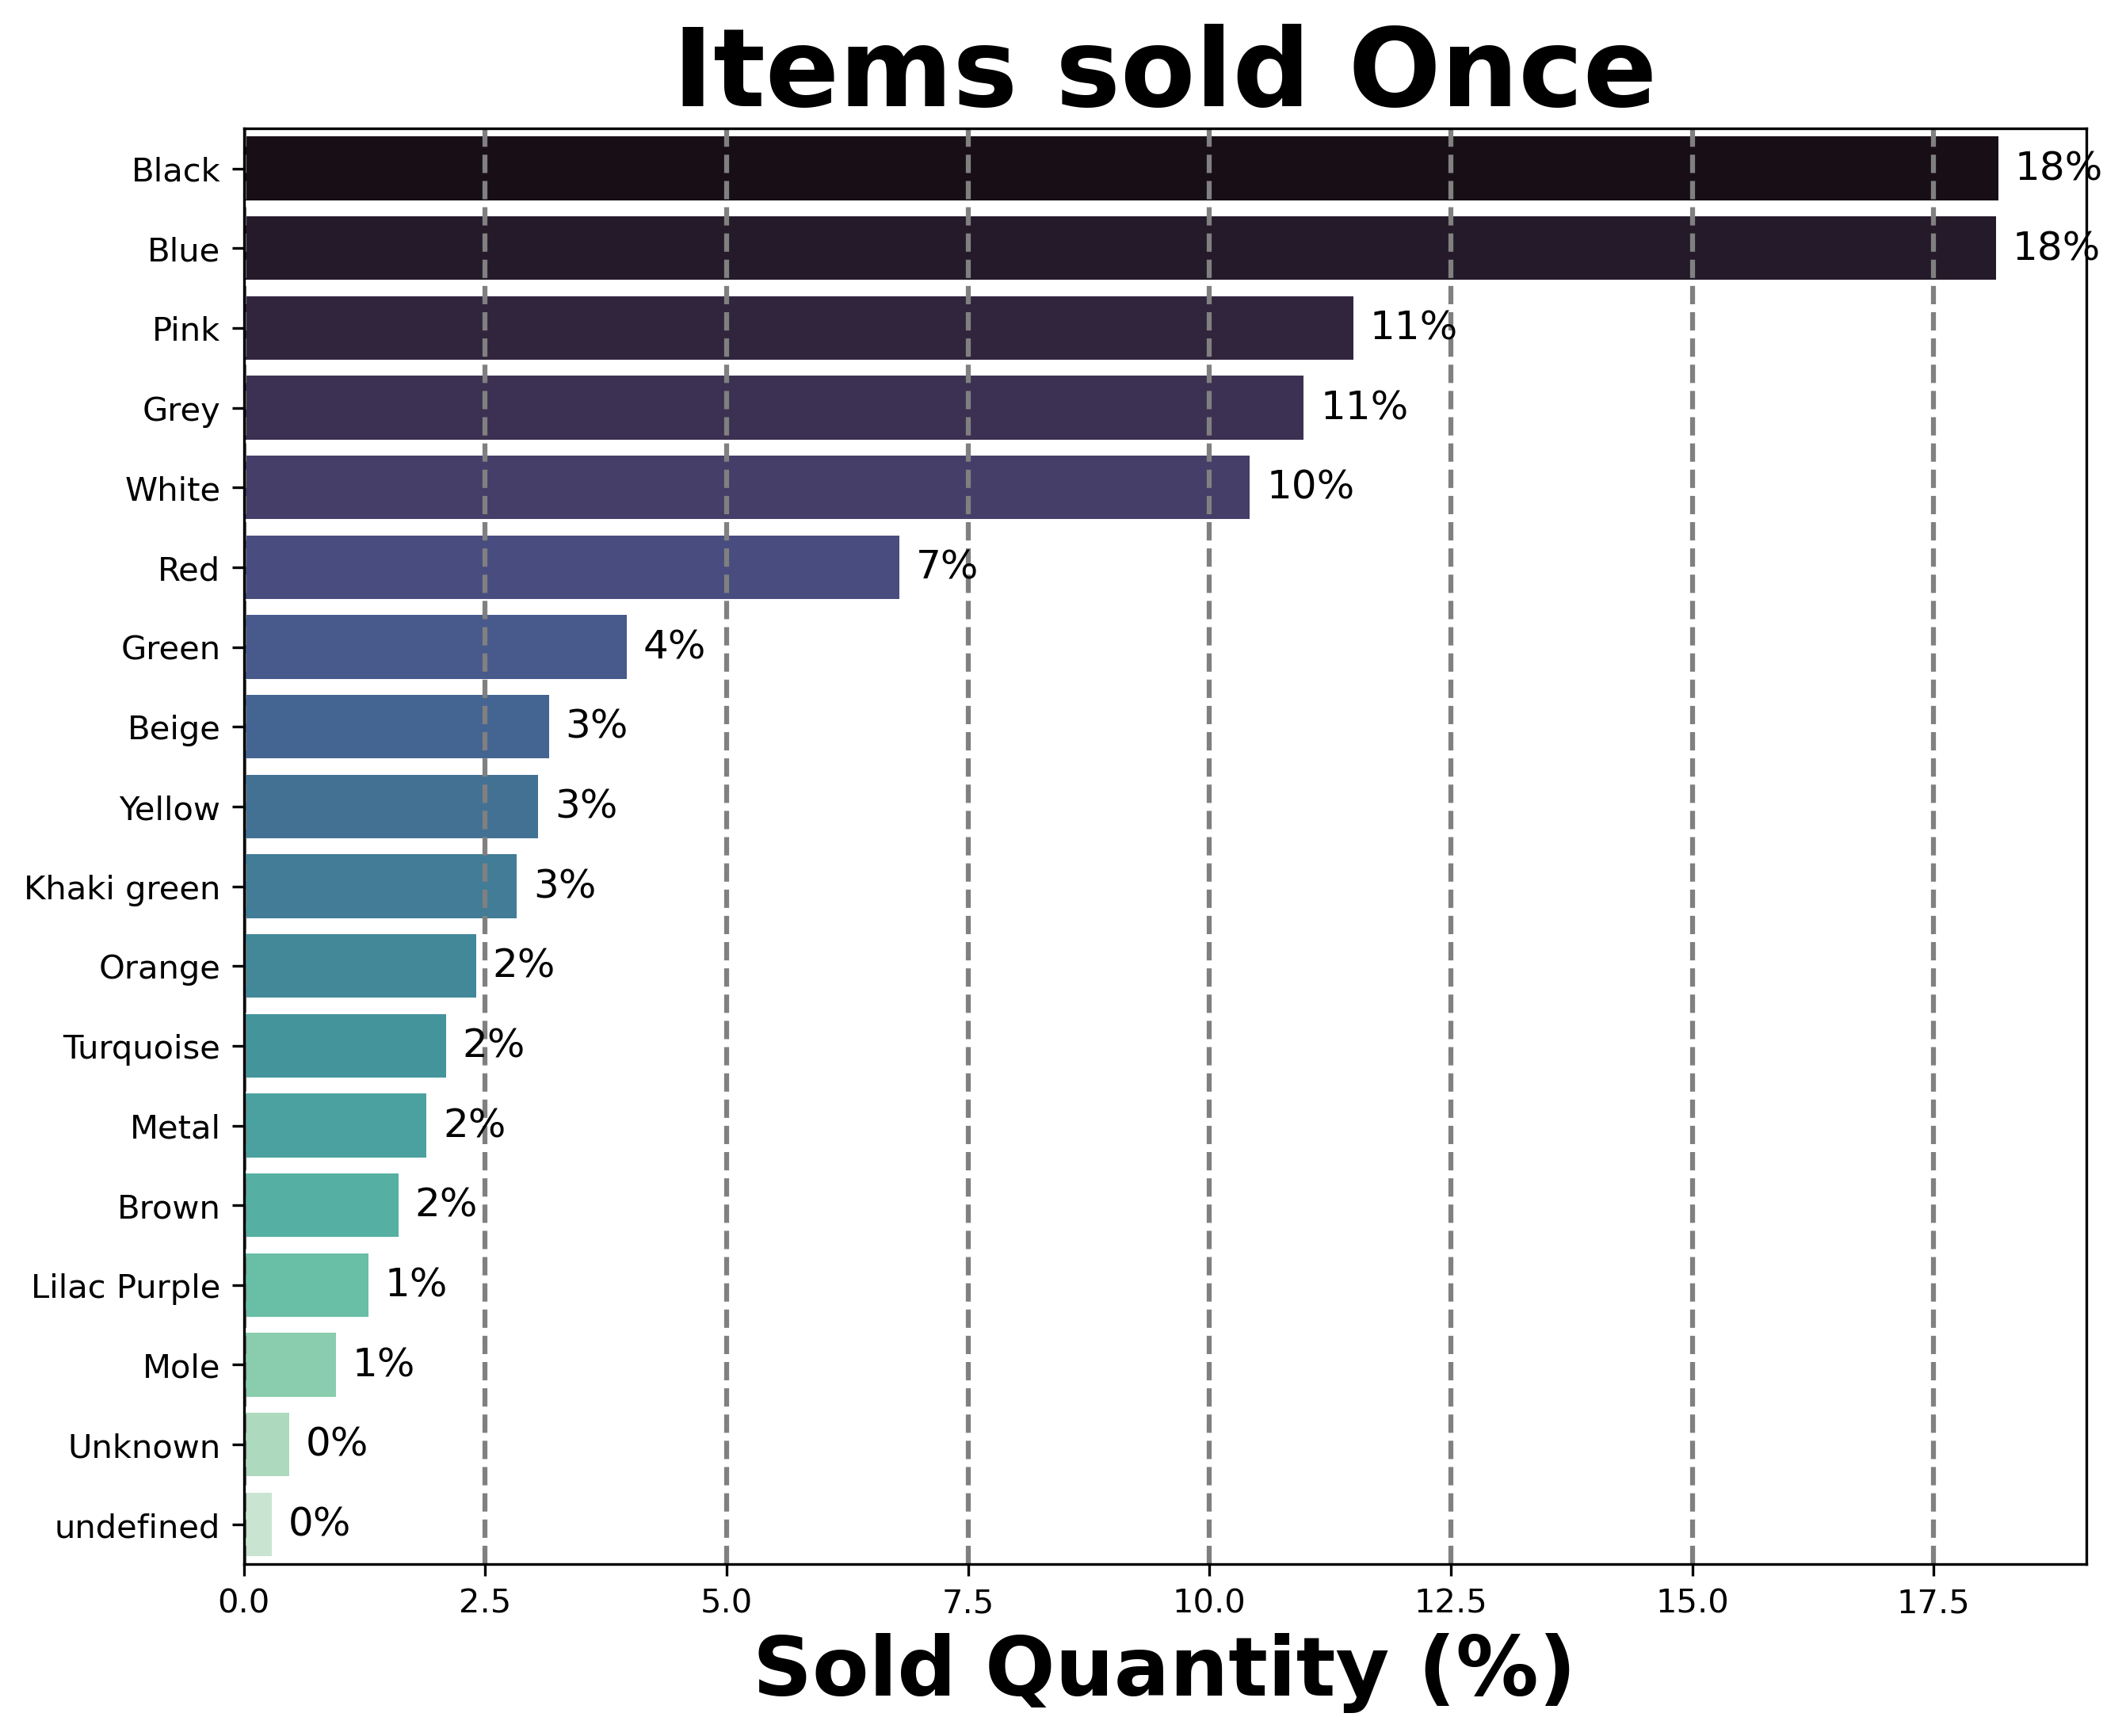 Items sold Once
Black 18%
Blue 18%
Pink 11%
Grey 11%
White 10%
Red 7%
Green 4%
Beige 3%
Yellow 3%
Khaki green 3%
Orange 2%
Turquoise 2%
Metal 2%
Brown 2%
Lilac Purple 1%
Mole 1%
Unknown 0%
undefined 0%
0.0 2.5 5.0 7.5 10.0 12.5 15.0 17.5
Sold Quantity (%)